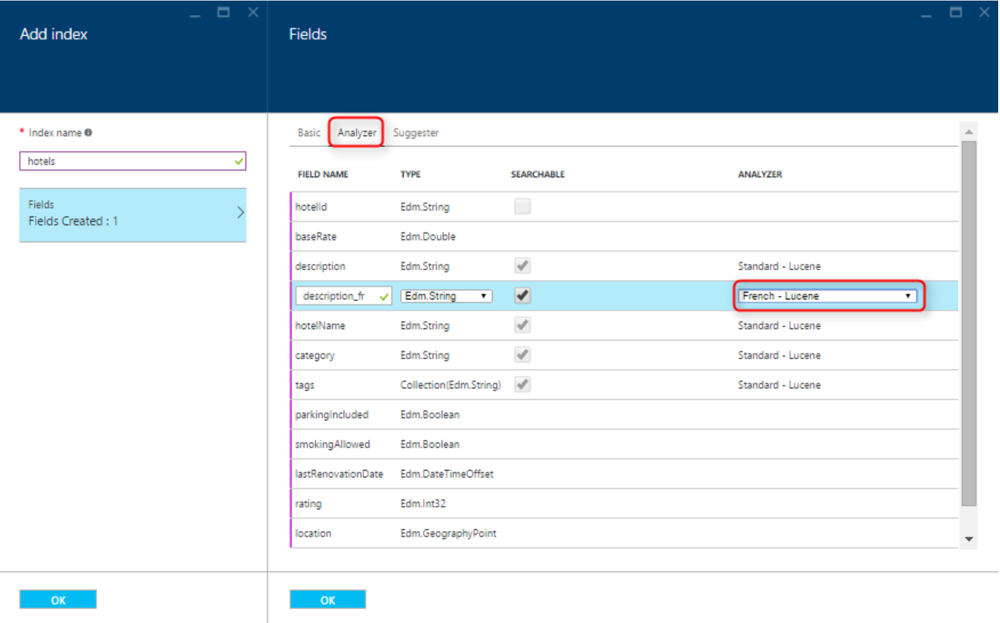 Add index
Fields
* Index name
hotels
Fields
Fields Created : 1
Basic Analyzer Suggester
FIELD NAME TYPE SEARCHABLE ANALYZER
hotelId Edm.String
baseRate Edm.Double
description Edm.String Standard - Lucene
description_fr Edm.String French - Lucene
hotelName Edm.String Standard - Lucene
category Edm.String Standard - Lucene
tags Collection(Edm.String) Standard - Lucene
parkingIncluded Edm.Boolean
smokingAllowed Edm.Boolean
lastRenovationDate Edm.DateTimeOffset
rating Edm.Int32
location Edm.GeographyPoint
OK
OK